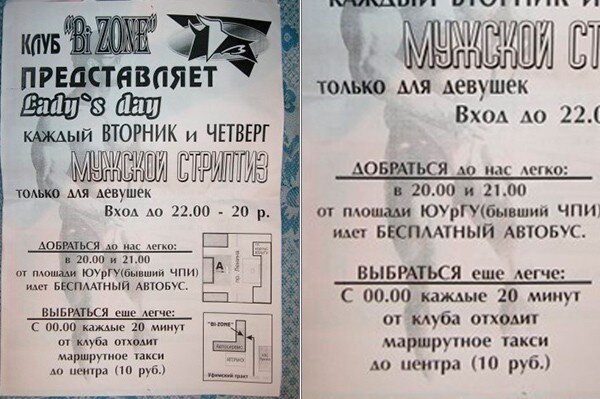 КЛУБ "Bi ZONE"
ПРЕДСТАВЛЯЕТ
Lady`s day
КАЖДЫЙ ВТОРНИК И ЧЕТВЕРГ
МУЖСКОЙ СТРИПТИЗ
только для девушек
Вход до 22.00 - 20 р.
ДОБРАТЬСЯ до нас легко:
в 20.00 и 21.00
от площади ЮУрГУ(бывший ЧПИ)
идет БЕСПЛАТНЫЙ АВТОБУС.
А
пр. Ленина
ВЫБРАТЬСЯ еще легче:
С 00.00 каждые 20 минут
от клуба отходит
маршрутное такси
до центра (10 руб.)
"BI-ZONE"
Автосервис
Уфимский тракт
КАЖДЫЙ ВТОРНИК И
МУЖСКОЙ СТ
только для девушек
Вход до 22.0
ДОБРАТЬСЯ до нас легко:
в 20.00 и 21.00
от площади ЮУрГУ(бывший ЧПИ)
идет БЕСПЛАТНЫЙ АВТОБУС.
ВЫБРАТЬСЯ еще легче:
С 00.00 каждые 20 минут
от клуба отходит
маршрутное такси
до центра (10 руб.)